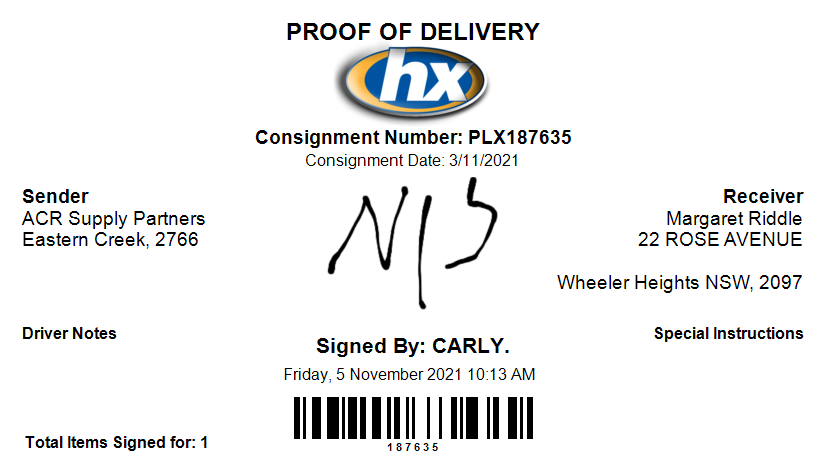 PROOF OF DELIVERY
hx
Consignment Number: PLX187635
Consignment Date: 3/11/2021
Sender
ACR Supply Partners
Eastern Creek, 2766
Receiver
Margaret Riddle
22 ROSE AVENUE
Wheeler Heights NSW, 2097
Driver Notes
Special Instructions
Signed By: CARLY.
Friday, 5 November 2021 10:13 AM
187635
Total Items Signed for: 1